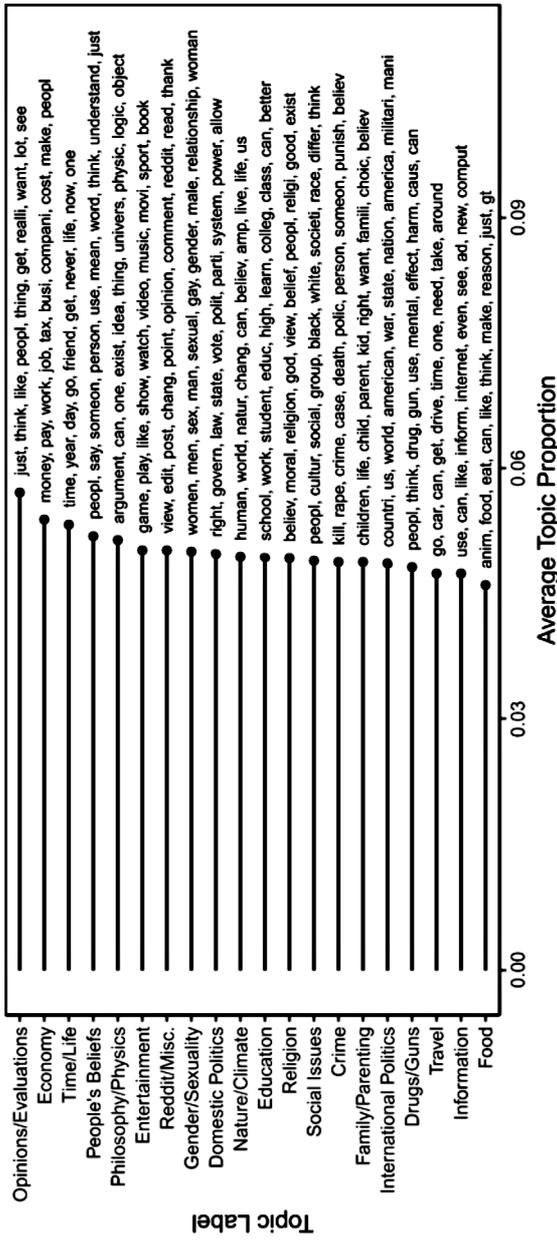 Topic Label
Opinions/Evaluations
just, think, like, peopl, thing, get, realli, want, lot, see
Economy
money, pay, work, job, tax, busi, compani, cost, make, peopl
Time/Life
time, year, day, go, friend, get, never, life, now, one
People's Beliefs
peopl, say, someon, person, use, mean, word, think, understand, just
Philosophy/Physics
argument, can, one, exist, idea, thing, univers, physic, logic, object
Entertainment
game, play, like, show, watch, video, music, movi, sport, book
Reddit/Misc.
view, edit, post, chang, point, opinion, comment, reddit, read, thank
Gender/Sexuality
women, men, sex, man, sexual, gay, gender, male, relationship, woman
Domestic Politics
right, govern, law, state, vote, polit, parti, system, power, allow
Nature/Climate
human, world, natur, chang, can, believ, amp, live, life, us
Education
school, work, student, educ, high, learn, colleg, class, can, better
Religion
believ, moral, religion, god, view, belief, peopl, religi, good, exist
Social Issues
peopl, cultur, social, group, black, white, societi, race, differ, think
Crime
kill, rape, crime, case, death, polic, person, someon, punish, believ
Family/Parenting
children, life, child, parent, kid, right, want, famili, choic, believ
International Politics
countri, us, world, american, war, state, nation, america, militari, mani
Drugs/Guns
peopl, think, drug, gun, use, mental, effect, harm, caus, can
Travel
go, car, can, get, drive, time, one, need, take, around
Information
use, can, like, inform, internet, even, see, ad, new, comput
Food
anim, food, eat, can, like, think, make, reason, just, gt
0.00
0.03
0.06
0.09
Average Topic Proportion